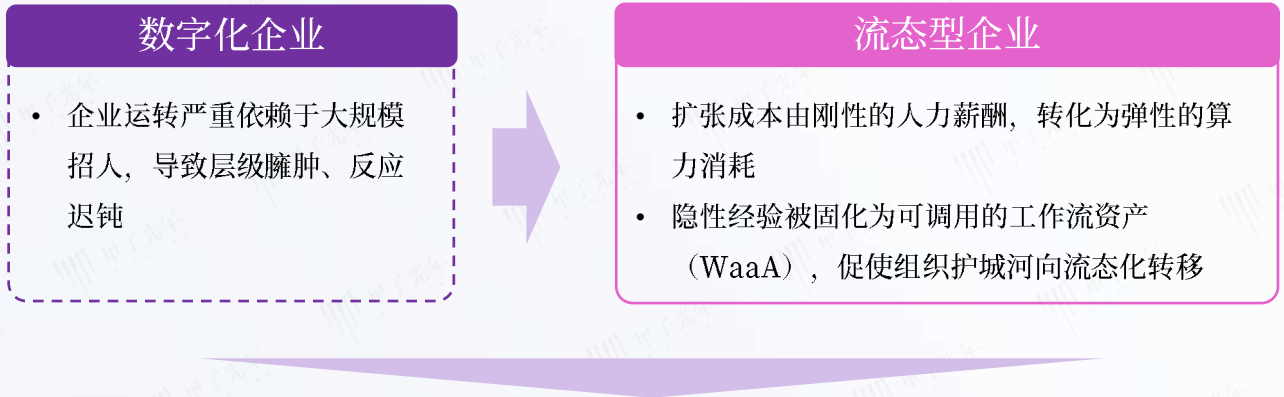 数字化企业
• 企业运转严重依赖于大规模
招人，导致层级臃肿、反应
迟钝
流态型企业
• 扩张成本由刚性的人力薪酬，转化为弹性的算
力消耗
• 隐性经验被固化为可调用的工作流资产
（WaaA），促使组织护城河向流态化转移